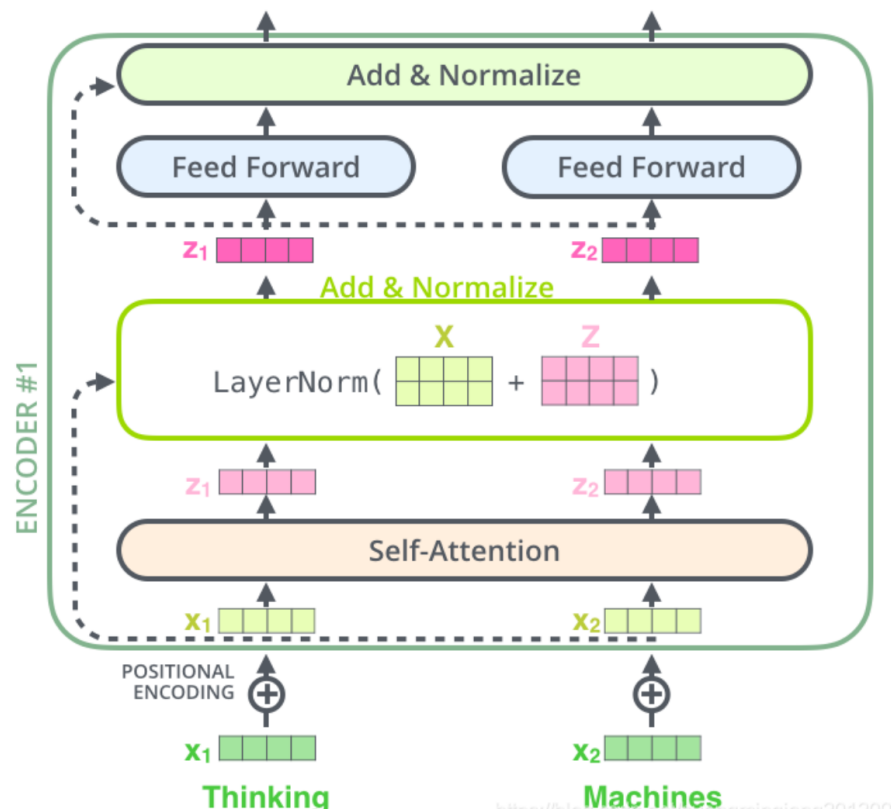 Add & Normalize
Feed Forward
Feed Forward
z1
z2
Add & Normalize
X
Z
LayerNorm(
+
)
ENCODER #1
z1
z2
Self-Attention
x1
x2
POSITIONAL
ENCODING
x1
x2
Thinking
Machines